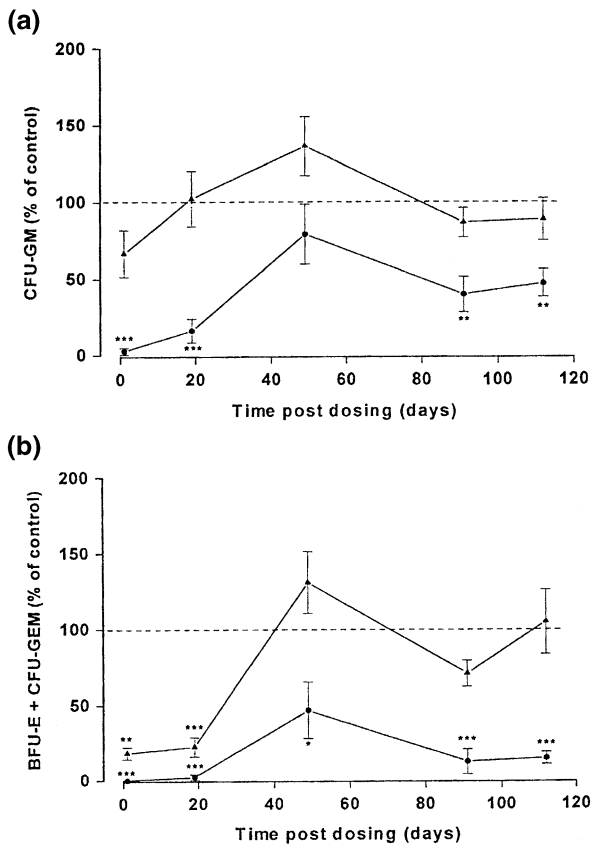 (a)
200
150
100
50
0
CFU-GM (% of control)
***
***
**
**
0 20 40 60 80 100 120
Time post dosing (days)
(b)
200
150
100
50
0
BFU-E + CFU-GEM (% of control)
**
***
***
***
*
***
***
0 20 40 60 80 100 120
Time post dosing (days)